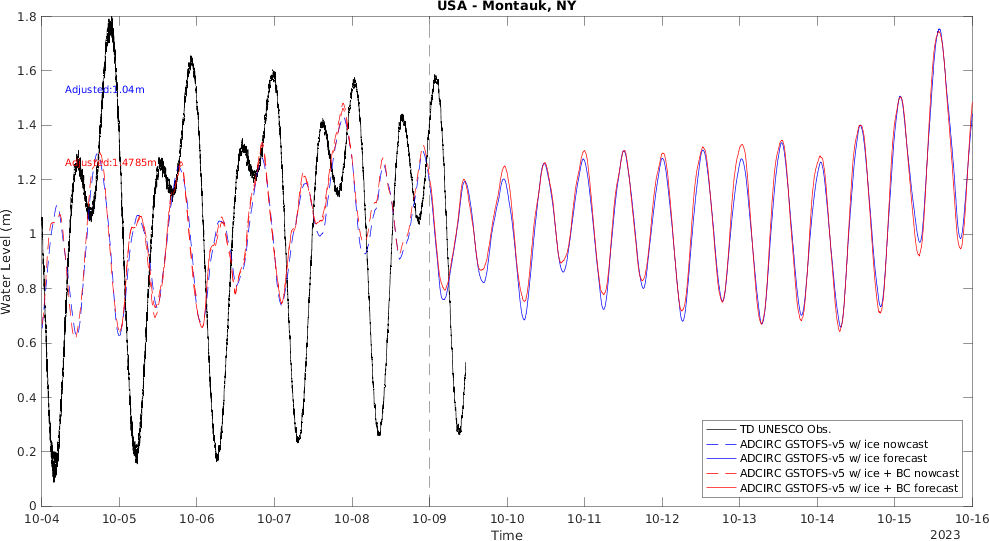 USA - Montauk, NY
1.8
1.6
1.4
1.2
1
0.8
0.6
0.4
0.2
0
Water Level (m)
Adjusted:1.04m
Adjusted:1.4785m
TD UNESCO Obs.
ADCIRC GSTOFS-v5 w/ ice nowcast
ADCIRC GSTOFS-v5 w/ ice forecast
ADCIRC GSTOFS-v5 w/ ice + BC nowcast
ADCIRC GSTOFS-v5 w/ ice + BC forecast
10-04 10-05 10-06 10-07 10-08 10-09 10-10 10-11 10-12 10-13 10-14 10-15 10-16
Time
2023